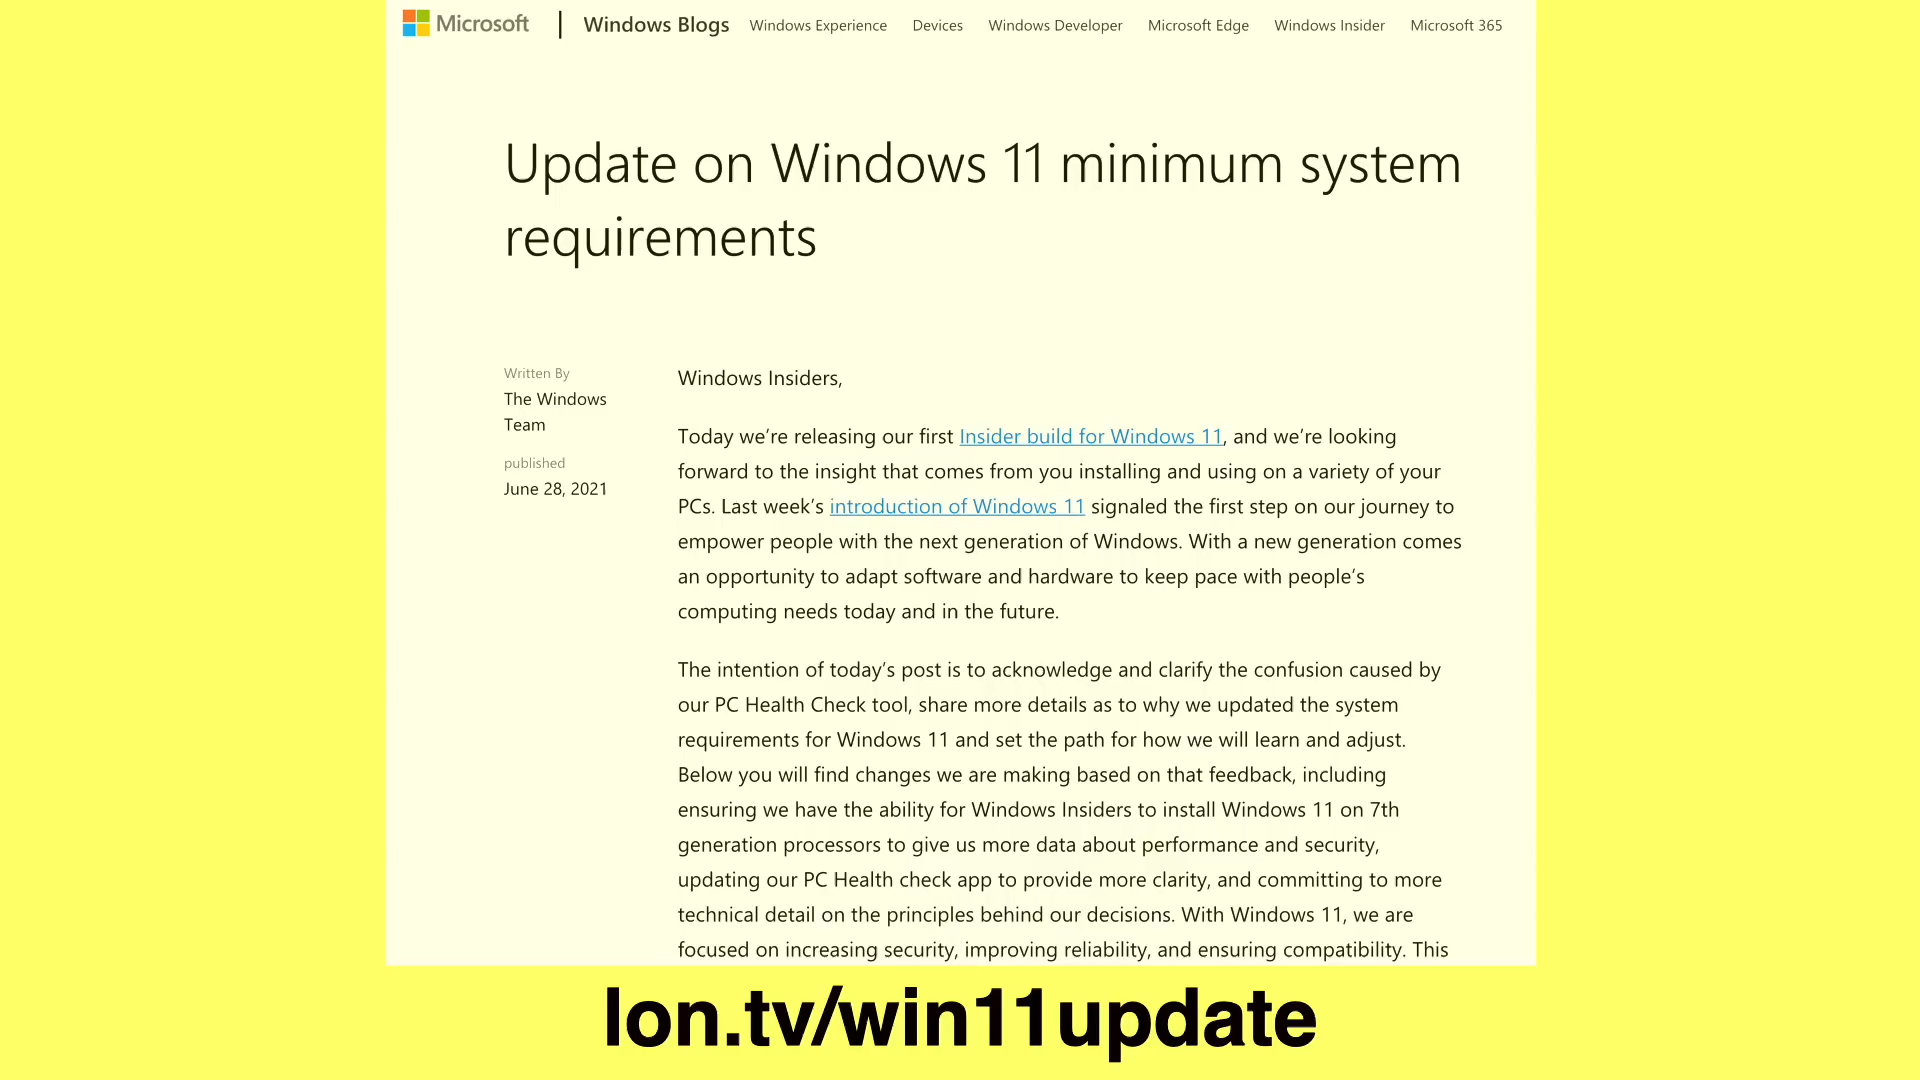 Microsoft | Windows Blogs Windows Experience Devices Windows Developer Microsoft Edge Windows Insider Microsoft 365
Update on Windows 11 minimum system
requirements
Written By
The Windows
Team
published
June 28, 2021
Windows Insiders,
Today we’re releasing our first Insider build for Windows 11, and we’re looking
forward to the insight that comes from you installing and using on a variety of your
PCs. Last week’s introduction of Windows 11 signaled the first step on our journey to
empower people with the next generation of Windows. With a new generation comes
an opportunity to adapt software and hardware to keep pace with people’s
computing needs today and in the future.
The intention of today’s post is to acknowledge and clarify the confusion caused by
our PC Health Check tool, share more details as to why we updated the system
requirements for Windows 11 and set the path for how we will learn and adjust.
Below you will find changes we are making based on that feedback, including
ensuring we have the ability for Windows Insiders to install Windows 11 on 7th
generation processors to give us more data about performance and security,
updating our PC Health check app to provide more clarity, and committing to more
technical detail on the principles behind our decisions. With Windows 11, we are
focused on increasing security, improving reliability, and ensuring compatibility. This
lon.tv/win11update